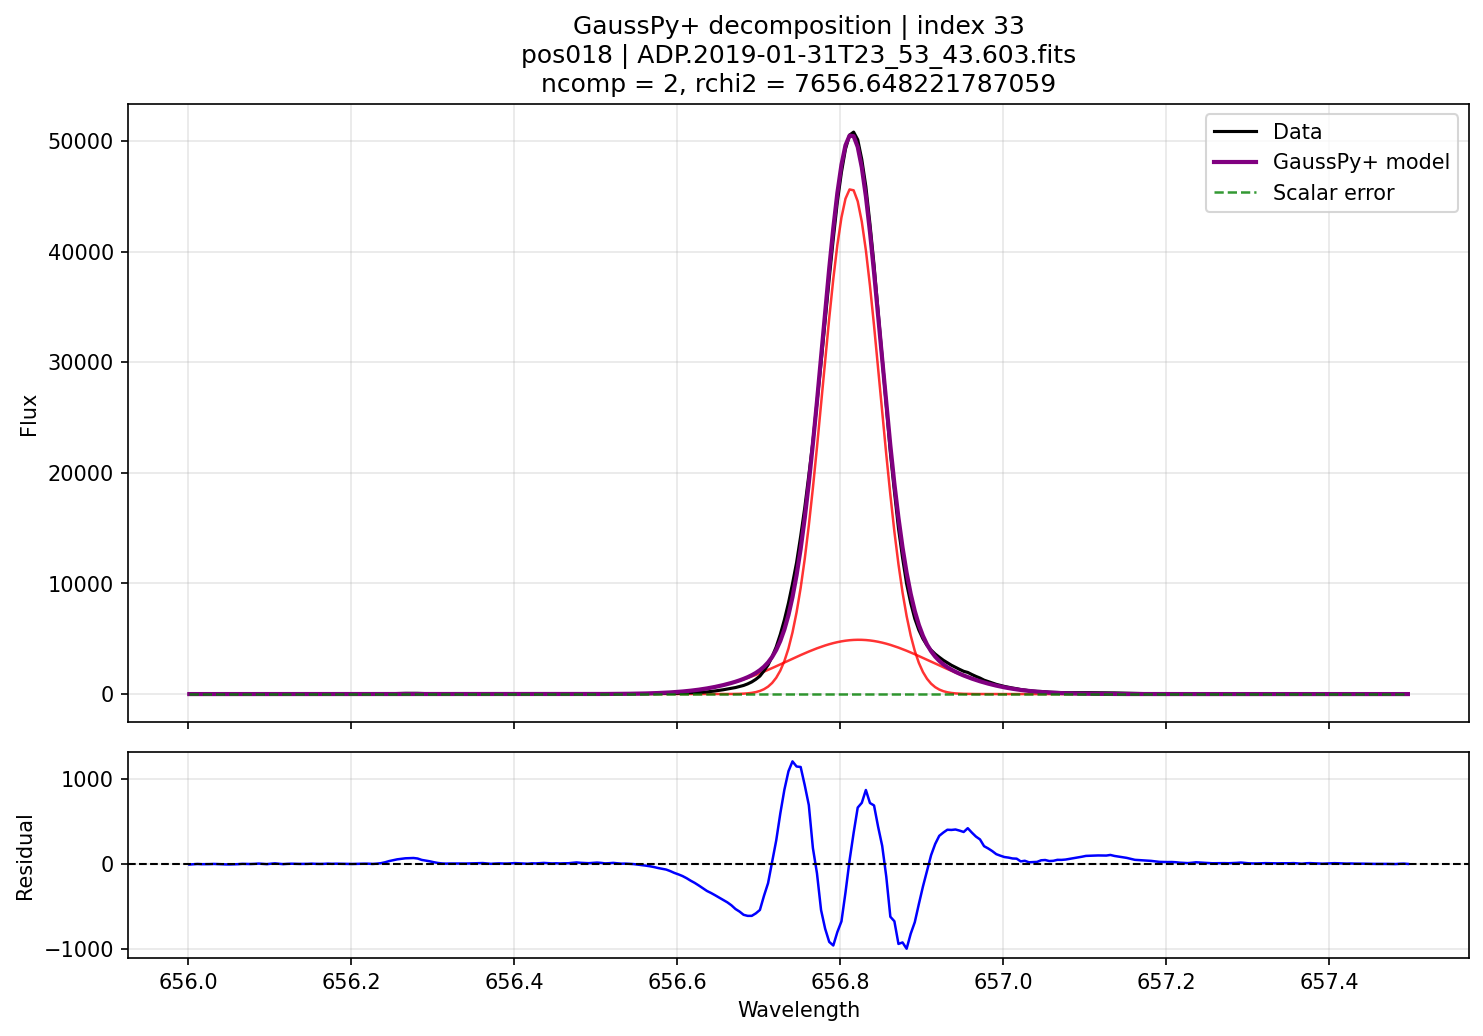 GaussPy+ decomposition | index 33
pos018 | ADP.2019-01-31T23_53_43.603.fits
ncomp = 2, rchi2 = 7656.648221787059
Data
GaussPy+ model
Scalar error
Flux
50000
40000
30000
20000
10000
0
Residual
1000
0
−1000
656.0
656.2
656.4
656.6
656.8
657.0
657.2
657.4
Wavelength